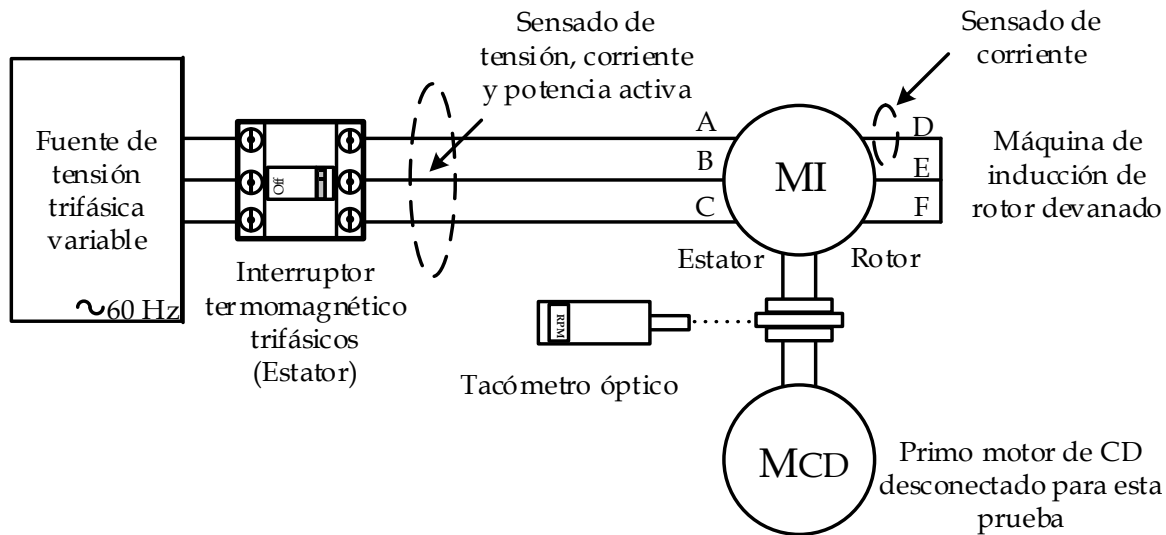 Sensado de
tensión, corriente
y potencia activa
Sensado de
corriente
Fuente de
tensión
trifásica
variable
60 Hz
Off
A
B
C
MI
D
E
F
Máquina de
inducción de
rotor devanado
Estator
Rotor
Interruptor
termomagnético
trifásicos
(Estator)
RPM
Tacómetro óptico
MCD
Primo motor de CD
desconectado para esta
prueba